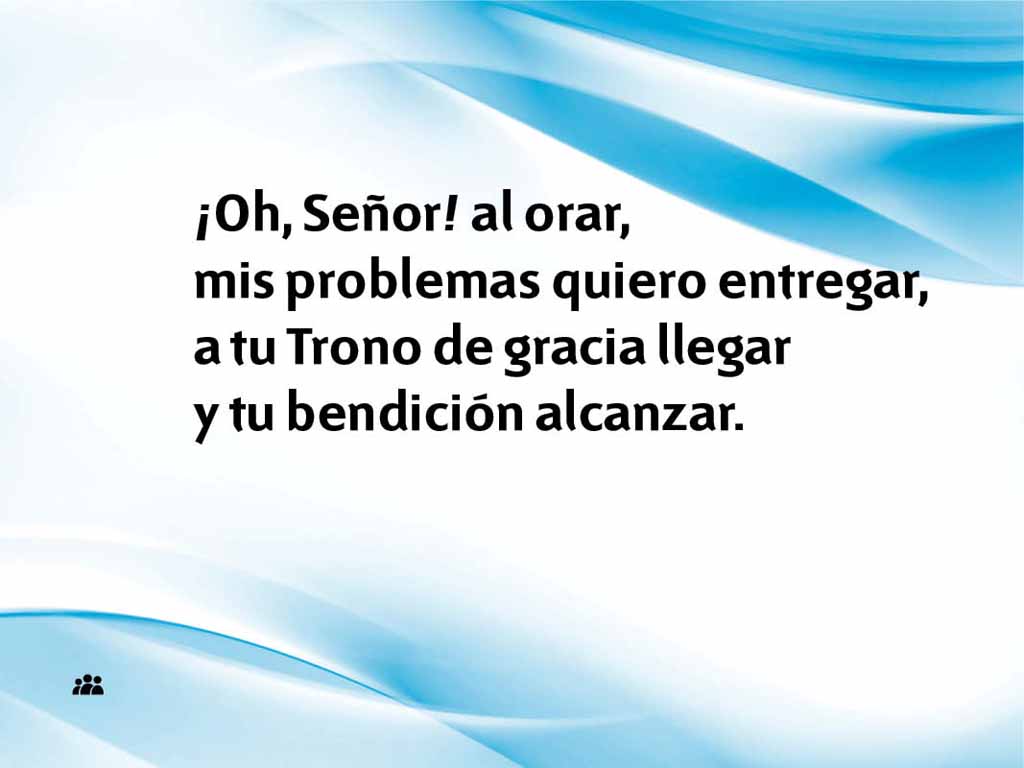 ¡Oh, Señor! al orar,
mis problemas quiero entregar,
a tu Trono de gracia llegar
y tu bendición alcanzar.